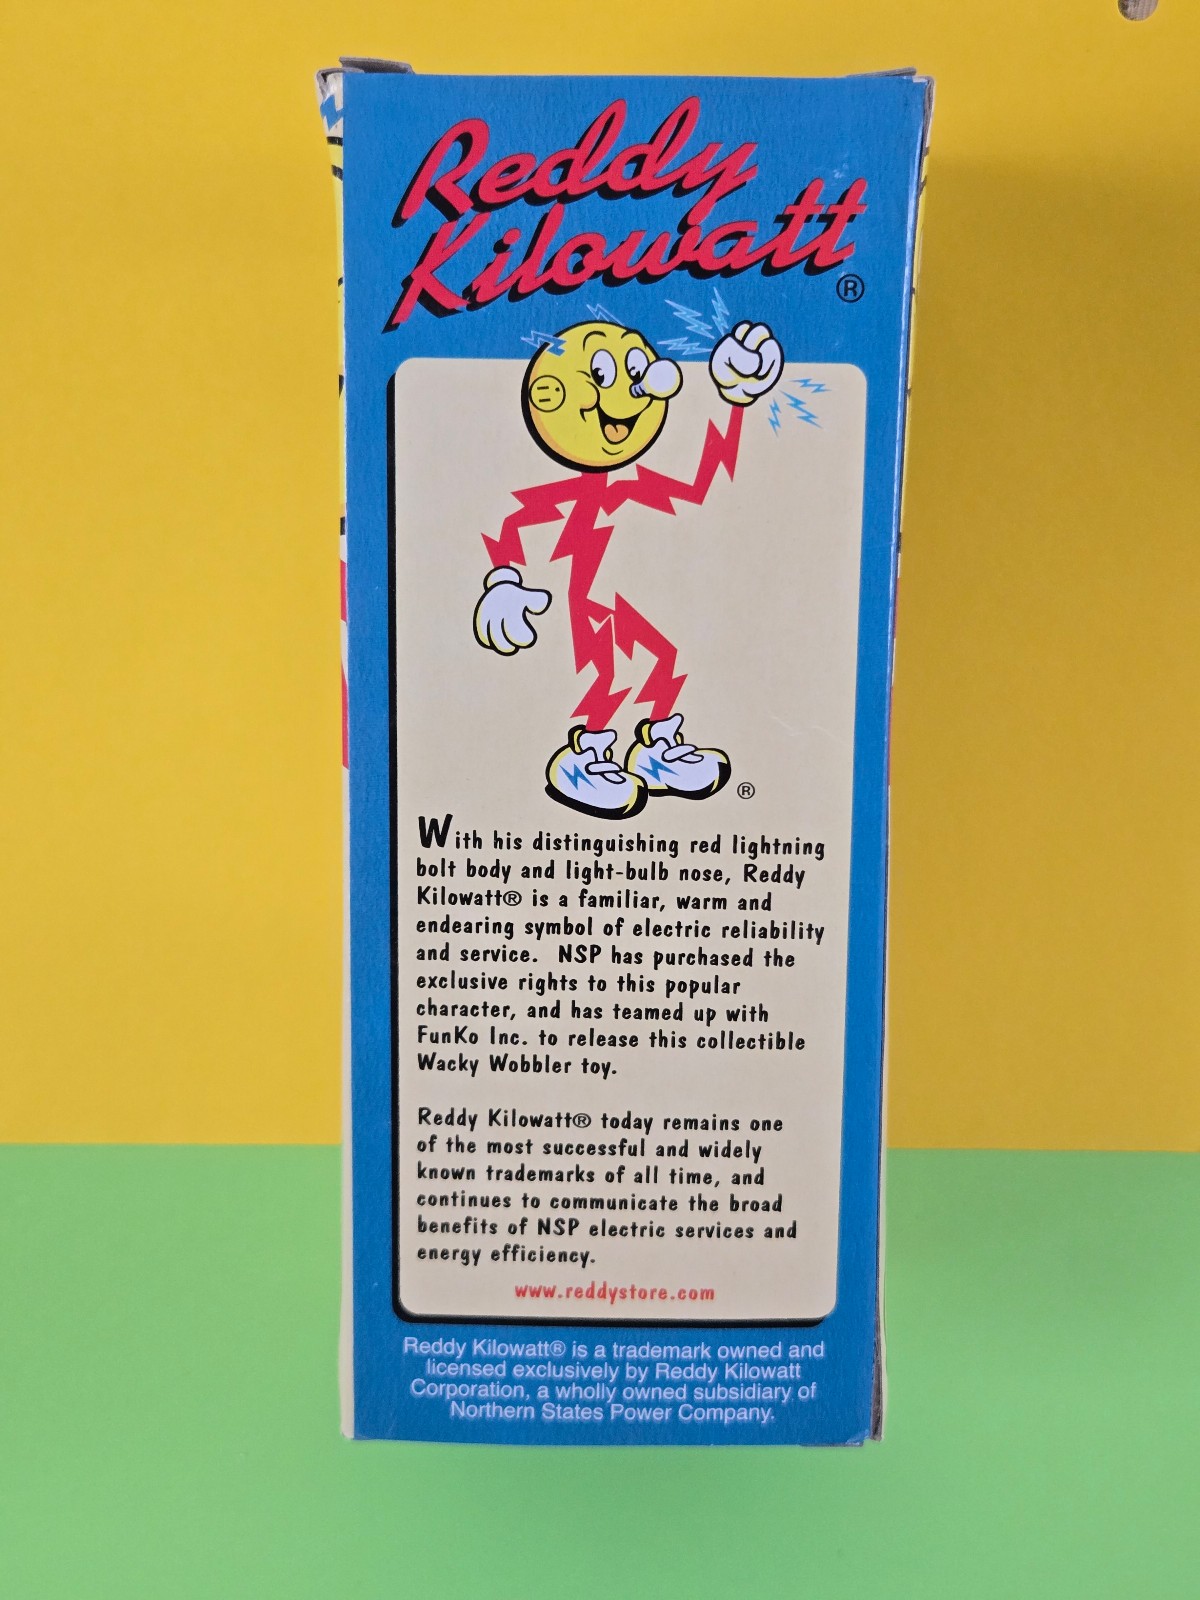 Reddy
Kilowatt
®
®
With his distinguishing red lightning
bolt body and light-bulb nose, Reddy
Kilowatt® is a familiar, warm and
endearing symbol of electric reliability
and service.  NSP has purchased the
exclusive rights to this popular
character, and has teamed up with
FunKo Inc. to release this collectible
Wacky Wobbler toy.
Reddy Kilowatt® today remains one
of the most successful and widely
known trademarks of all time, and
continues to communicate the broad
benefits of NSP electric services and
energy efficiency.
www.reddystore.com
Reddy Kilowatt® is a trademark owned and
licensed exclusively by Reddy Kilowatt
Corporation, a wholly owned subsidiary of
Northern States Power Company.